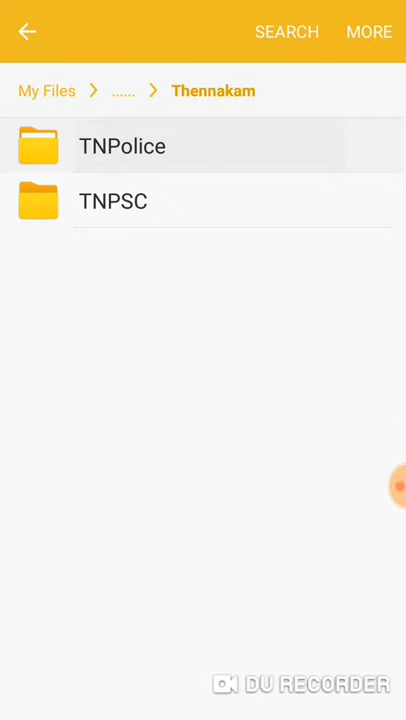 SEARCH MORE
My Files > ...... > Thennakam
TNPolice
TNPSC
DU RECORDER